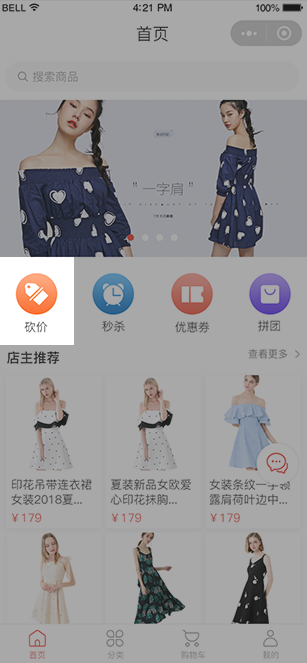 BELL 4:21 PM 100%
首页
搜索商品
"一字肩"
砍价 秒杀 优惠券 拼团
店主推荐 查看更多
印花吊带连衣裙 夏装新品女欧爱 女装条纹一字领
女装2018夏... 心印花抹胸... 露肩荷叶边中...
¥179 ¥179 ¥179
首页 分类 购物车 我的